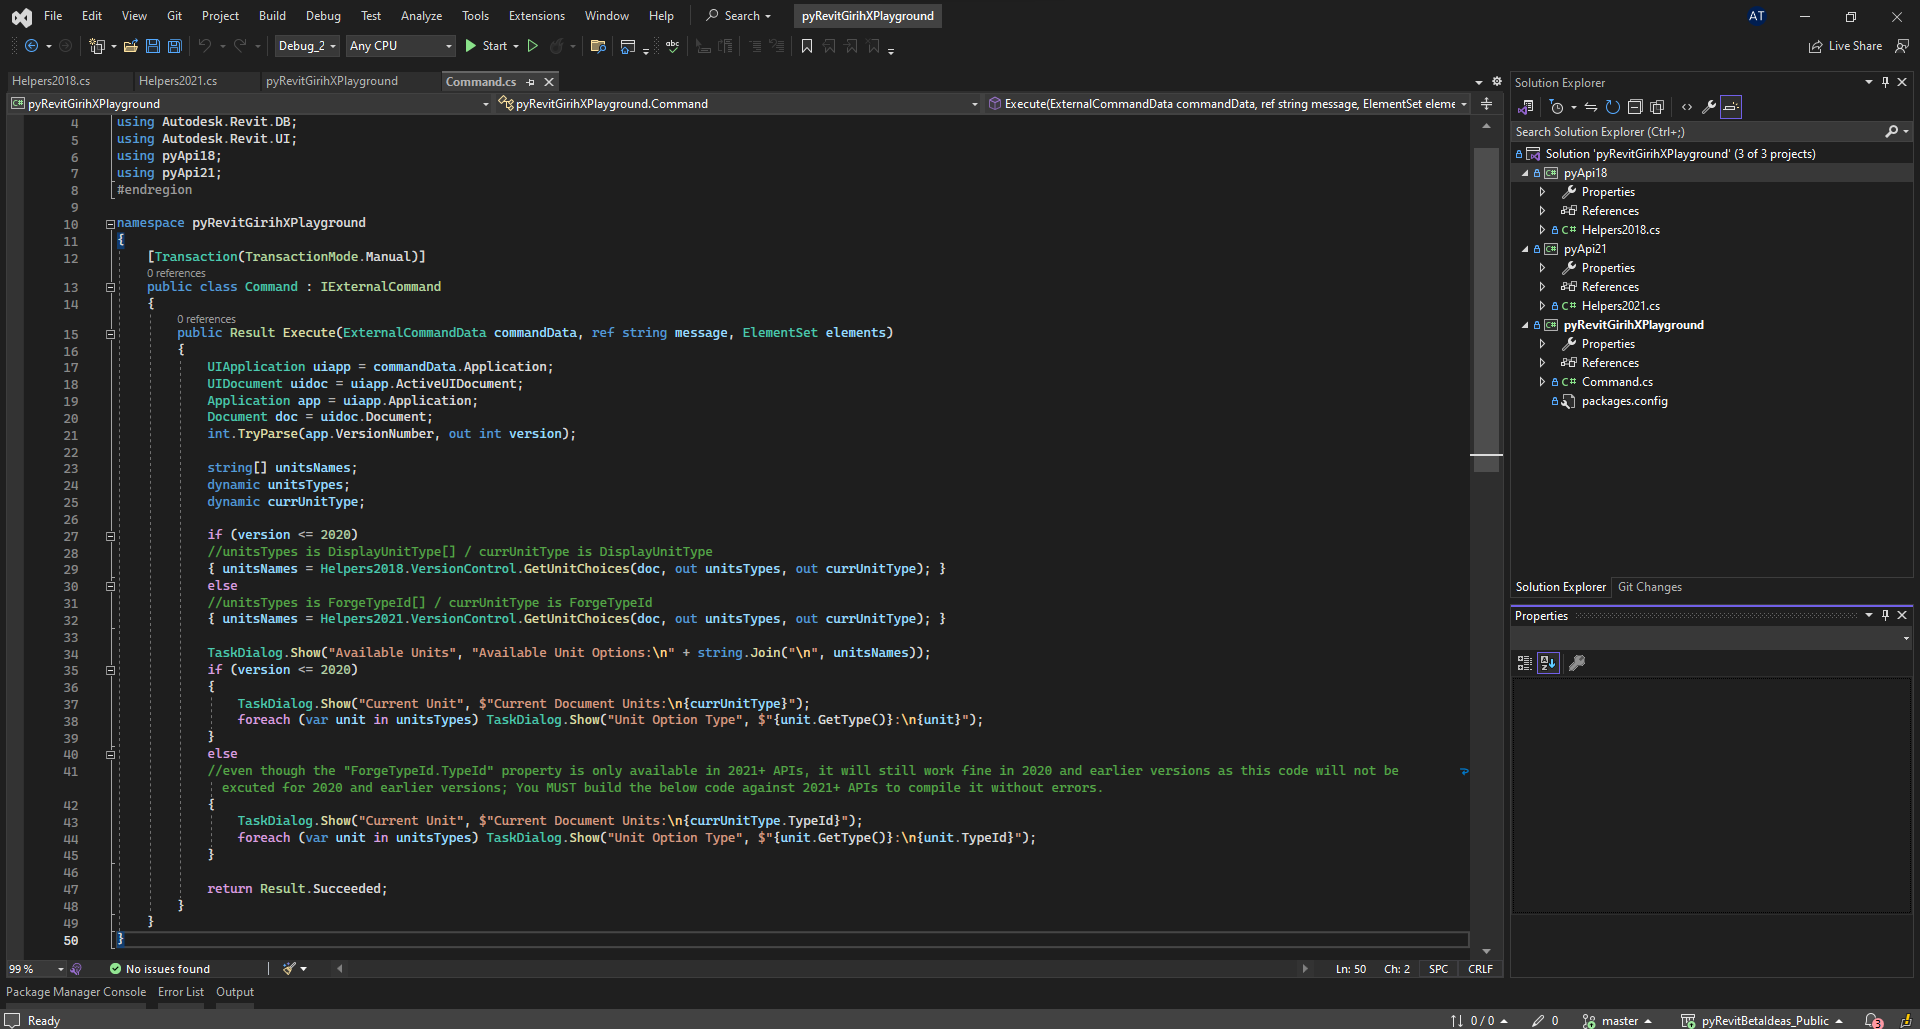 File Edit View Git Project Build Debug Test Analyze Tools Extensions Window Help Search pyRevitGirihXPlayground AT
Debug_2 Any CPU Start Live Share
Helpers2018.cs Helpers2021.cs pyRevitGirihXPlayground Command.cs
pyRevitGirihXPlayground pyRevitGirihXPlayground.Command Execute(ExternalCommandData commandData, ref string message, ElementSet eleme
4 using Autodesk.Revit.DB;
5 using Autodesk.Revit.UI;
6 using pyApi18;
7 using pyApi21;
8 #endregion
9
10 namespace pyRevitGirihXPlayground
11 {
12 [Transaction(TransactionMode.Manual)]
0 references
13 public class Command : IExternalCommand
14 {
0 references
15 public Result Execute(ExternalCommandData commandData, ref string message, ElementSet elements)
16 {
17 UIApplication uiapp = commandData.Application;
18 UIDocument uidoc = uiapp.ActiveUIDocument;
19 Application app = uiapp.Application;
20 Document doc = uidoc.Document;
21 int.TryParse(app.VersionNumber, out int version);
22
23 string[] unitsNames;
24 dynamic unitsTypes;
25 dynamic currUnitType;
26
27 if (version <= 2020)
28 //unitsTypes is DisplayUnitType[] / currUnitType is DisplayUnitType
29 { unitsNames = Helpers2018.VersionControl.GetUnitChoices(doc, out unitsTypes, out currUnitType); }
30 else
31 //unitsTypes is ForgeTypeId[] / currUnitType is ForgeTypeId
32 { unitsNames = Helpers2021.VersionControl.GetUnitChoices(doc, out unitsTypes, out currUnitType); }
33
34 TaskDialog.Show("Available Units", "Available Unit Options:\n" + string.Join("\n", unitsNames));
35 if (version <= 2020)
36 {
37 TaskDialog.Show("Current Unit", $"Current Document Units:\n{currUnitType}");
38 foreach (var unit in unitsTypes) TaskDialog.Show("Unit Option Type", $"{unit.GetType()}:\n{unit}");
39 }
40 else
41 //even though the "ForgeTypeId.TypeId" property is only available in 2021+ APIs, it will still work fine in 2020 and earlier versions as this code will not be
excuted for 2020 and earlier versions; You MUST build the below code against 2021+ APIs to compile it without errors.
42 {
43 TaskDialog.Show("Current Unit", $"Current Document Units:\n{currUnitType.TypeId}");
44 foreach (var unit in unitsTypes) TaskDialog.Show("Unit Option Type", $"{unit.GetType()}:\n{unit.TypeId}");
45 }
46
47 return Result.Succeeded;
48 }
49 }
50 }
99 % No issues found Ln: 50 Ch: 2 SPC CRLF
Package Manager Console Error List Output
Solution Explorer
Search Solution Explorer (Ctrl+;)
Solution 'pyRevitGirihXPlayground' (3 of 3 projects)
C# pyApi18
Properties
References
C# Helpers2018.cs
C# pyApi21
Properties
References
C# Helpers2021.cs
C# pyRevitGirihXPlayground
Properties
References
C# Command.cs
packages.config
Solution Explorer Git Changes
Properties
Ready 0 / 0 0 master pyRevitBetaIdeas_Public 3